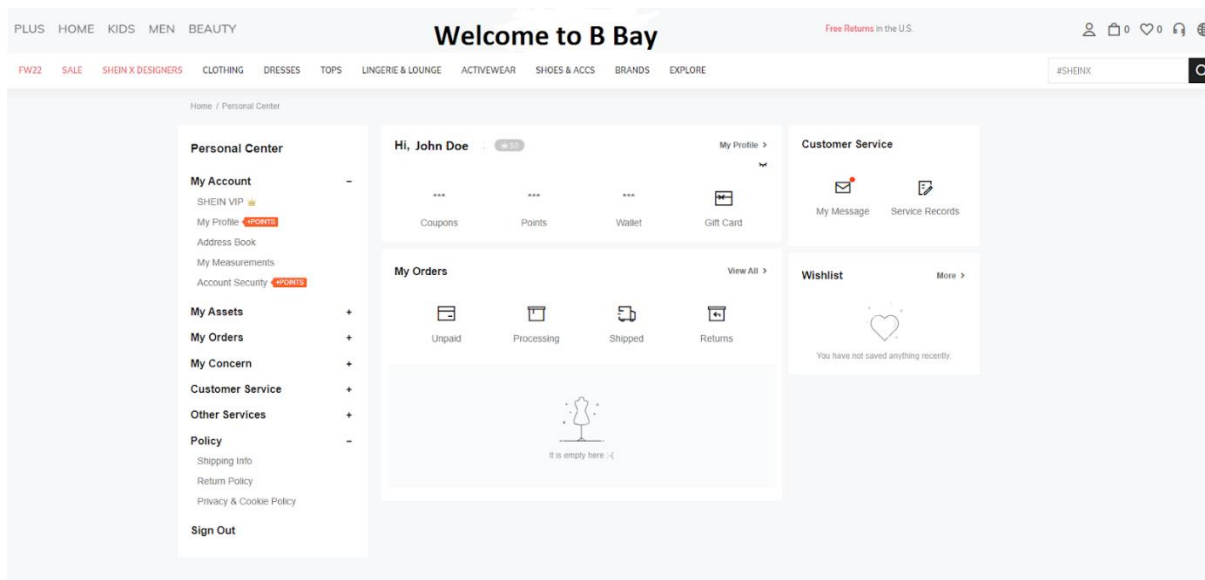 PLUS HOME KIDS MEN BEAUTY
Welcome to B Bay
Free Returns in the U.S.
0 0
FW22 SALE SHEIN X DESIGNERS CLOTHING DRESSES TOPS LINGERIE & LOUNGE ACTIVEWEAR SHOES & ACCS BRANDS EXPLORE
#SHEINX
Home / Personal Center
Personal Center
My Account -
SHEIN VIP
My Profile +POINTS
Address Book
My Measurements
Account Security +POINTS
My Assets +
My Orders +
My Concern +
Customer Service +
Other Services +
Policy -
Shipping Info
Return Policy
Privacy & Cookie Policy
Sign Out
Hi, John Doe
My Profile >
*** *** ***
Coupons Points Wallet Gift Card
My Orders View All >
Unpaid Processing Shipped Returns
It is empty here :-(
Customer Service
My Message Service Records
Wishlist More >
You have not saved anything recently.